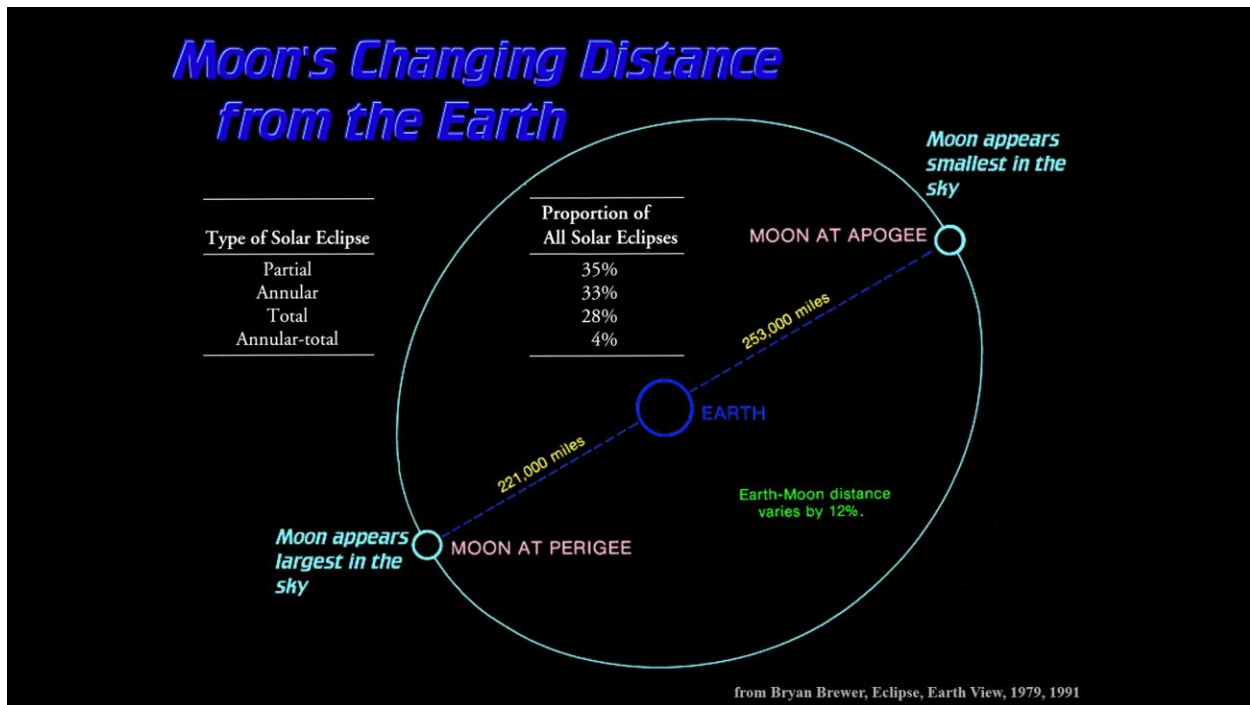 Moon's Changing Distance
from the Earth
Moon appears
smallest in the
sky
Type of Solar Eclipse
Proportion of
All Solar Eclipses
Partial 35%
Annular 33%
Total 28%
Annular-total 4%
MOON AT APOGEE
253,000 miles
EARTH
221,000 miles
Earth-Moon distance
varies by 12%.
Moon appears
largest in the
sky
MOON AT PERIGEE
from Bryan Brewer, Eclipse, Earth View, 1979, 1991